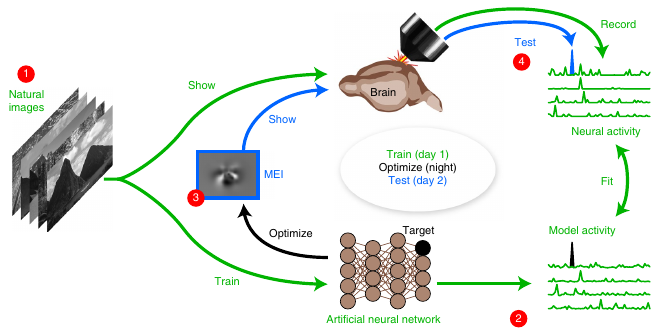 1
Natural
images
Show
Show
3
MEI
Optimize
Train
Brain
Train (day 1)
Optimize (night)
Test (day 2)
Target
Artificial neural network
Record
Test
4
Neural activity
Fit
Model activity
2